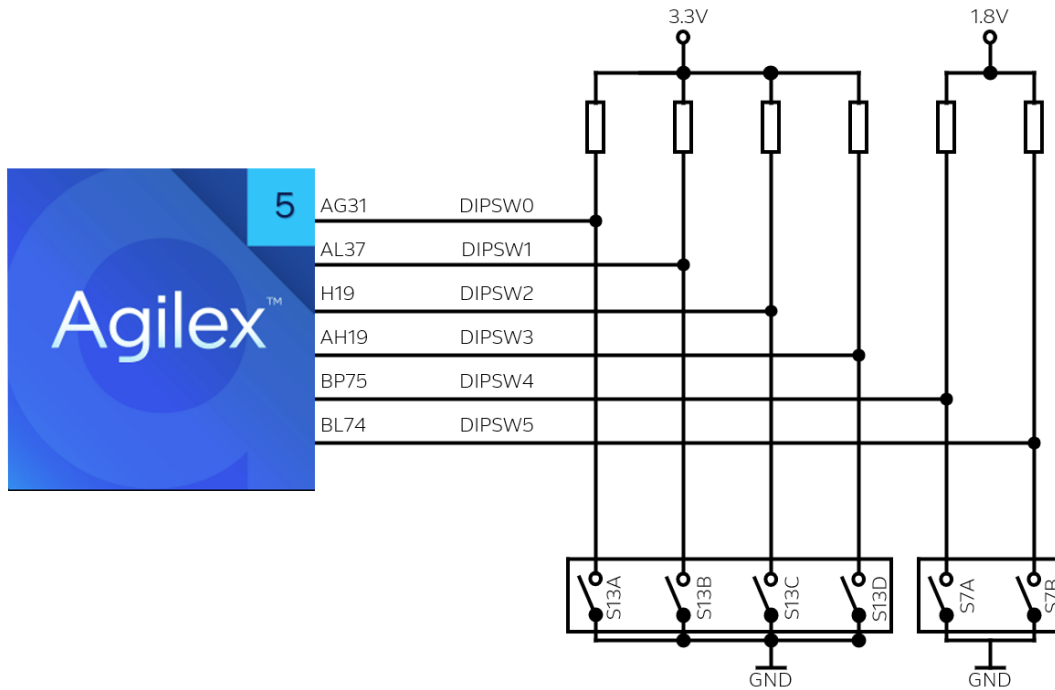 3.3V
1.8V
5
AG31 DIPSW0
AL37 DIPSW1
H19 DIPSW2
Agilex™
AH19 DIPSW3
BP75 DIPSW4
BL74 DIPSW5
S13A
S13B
S13C
S13D
S7A
S7B
GND
GND